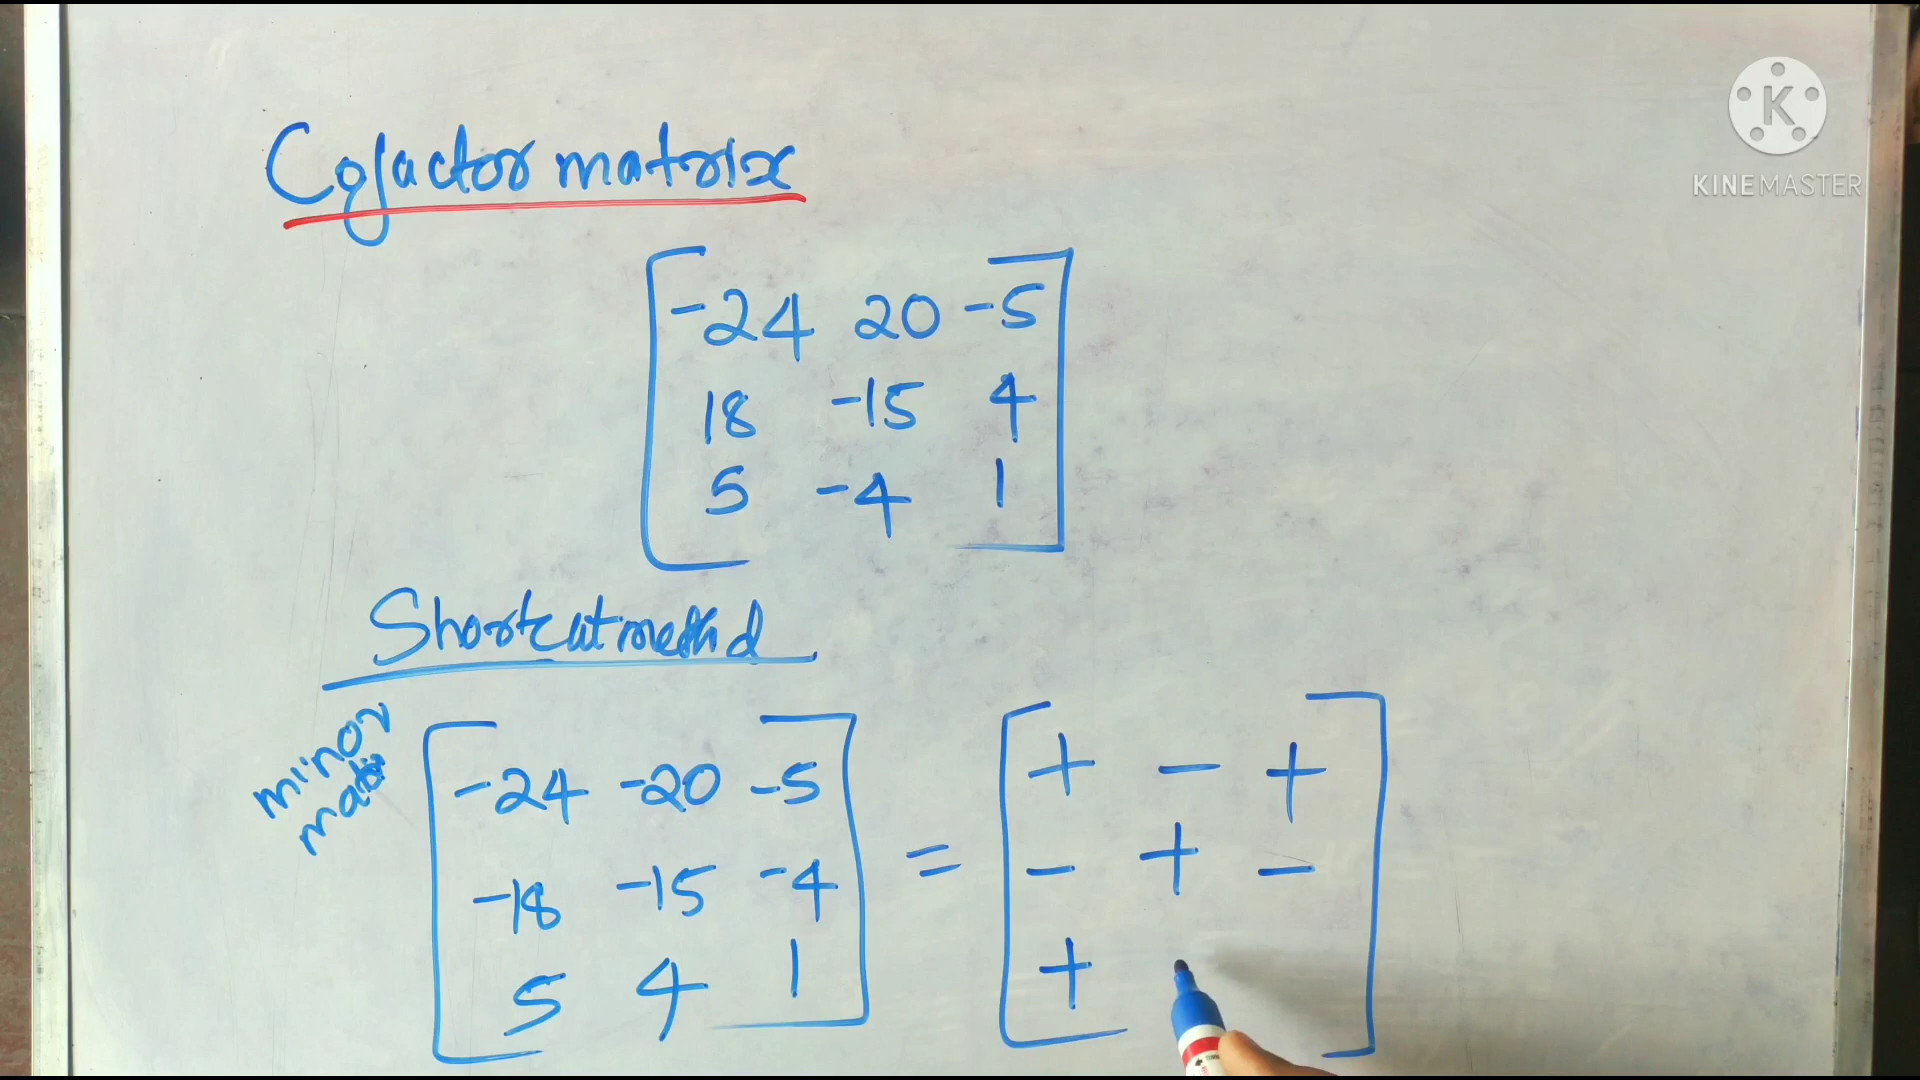 Cofactor matrix
KINEMASTER
-24 20 -5
18 -15 4
5 -4 1
Shortcut method
minor
matrix
-24 -20 -5
-18 -15 -4
5 4 1
=
+ - +
- + -
+